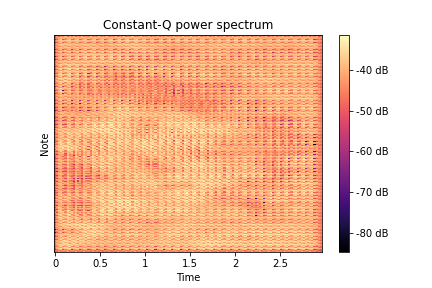 Constant-Q power spectrum
Note
-40 dB
-50 dB
-60 dB
-70 dB
-80 dB
0
0.5
1
1.5
2
2.5
Time